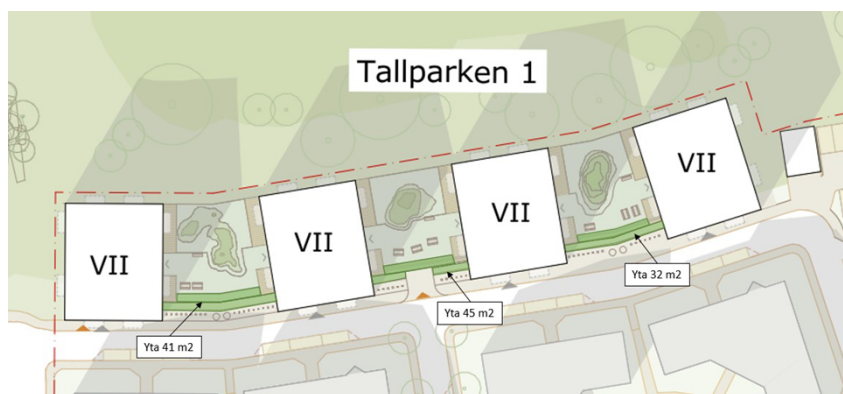 Tallparken 1
VII
VII
VII
VII
Yta 41 m2
Yta 45 m2
Yta 32 m2